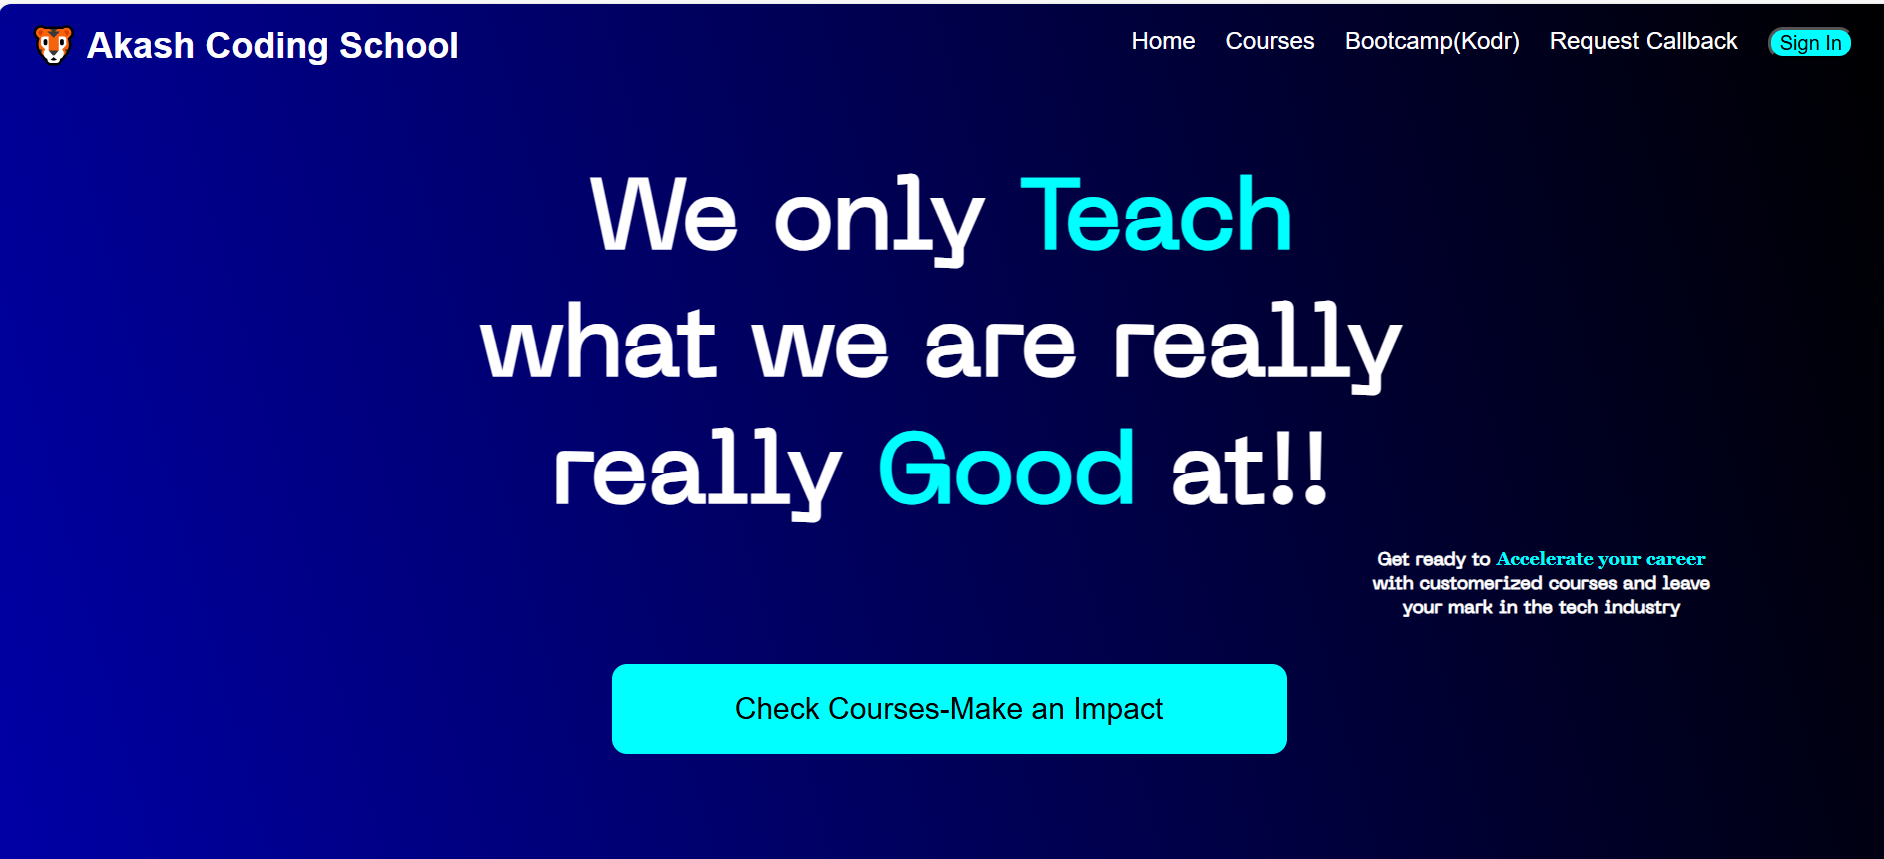 Akash Coding School
Home Courses Bootcamp(Kodr) Request Callback Sign In
We only Teach
what we are really
really Good at!!
Get ready to Accelerate your career
with customerized courses and leave
your mark in the tech industry
Check Courses-Make an Impact